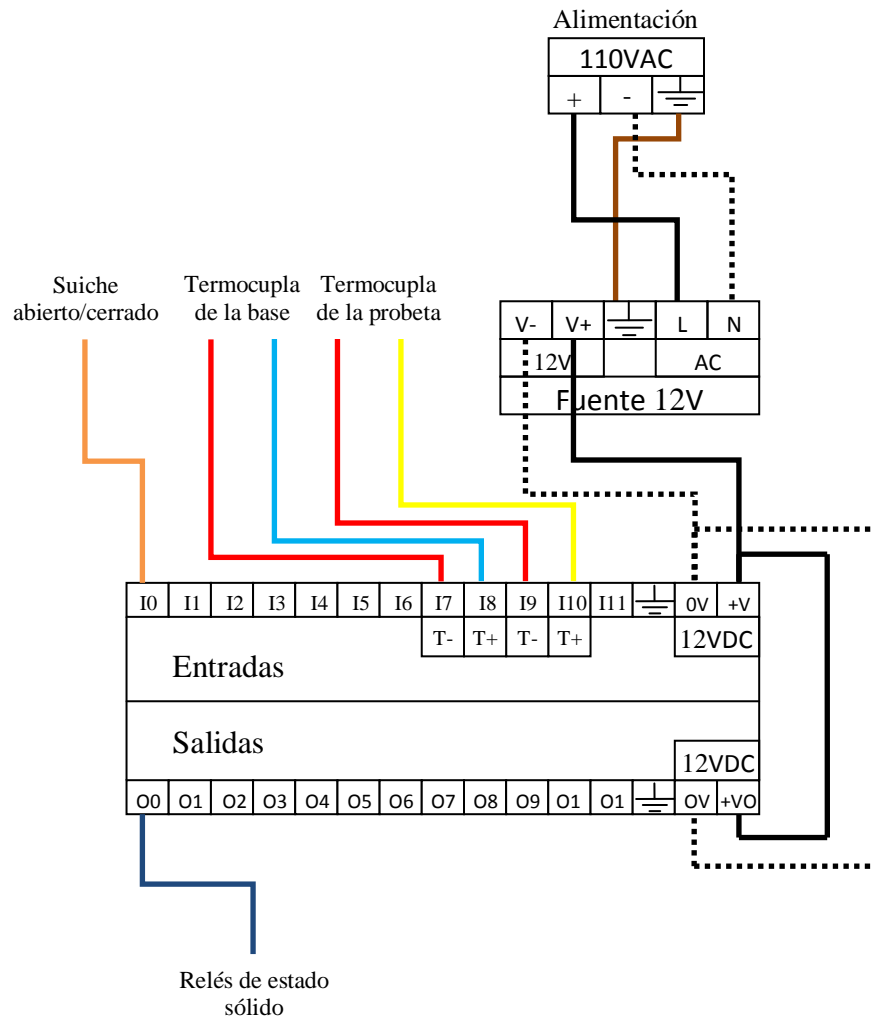 Alimentación
110VAC
+ -
Suiche
abierto/cerrado
Termocupla
de la base
Termocupla
de la probeta
V- V+ L N
12V AC
Fuente 12V
I0 I1 I2 I3 I4 I5 I6 I7 I8 I9 I10 I11 0V +V
T- T+ T- T+ 12VDC
Entradas
Salidas
12VDC
O0 O1 O2 O3 O4 O5 O6 O7 O8 O9 O1 O1 0V +VO
Relés de estado
sólido